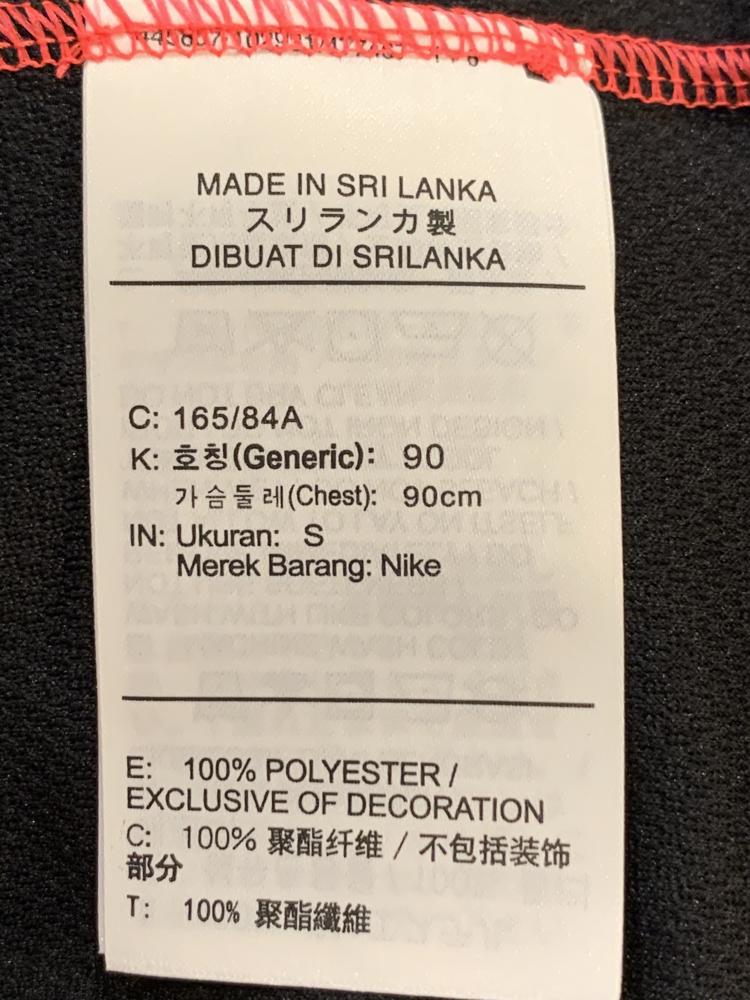 MADE IN SRI LANKA
スリランカ製
DIBUAT DI SRILANKA
C: 165/84A
K: 호칭(Generic): 90
가슴둘레(Chest): 90cm
IN: Ukuran: S
Merek Barang: Nike
E: 100% POLYESTER /
EXCLUSIVE OF DECORATION
C: 100% 聚酯纤维 / 不包括装饰
部分
T: 100% 聚酯纖維